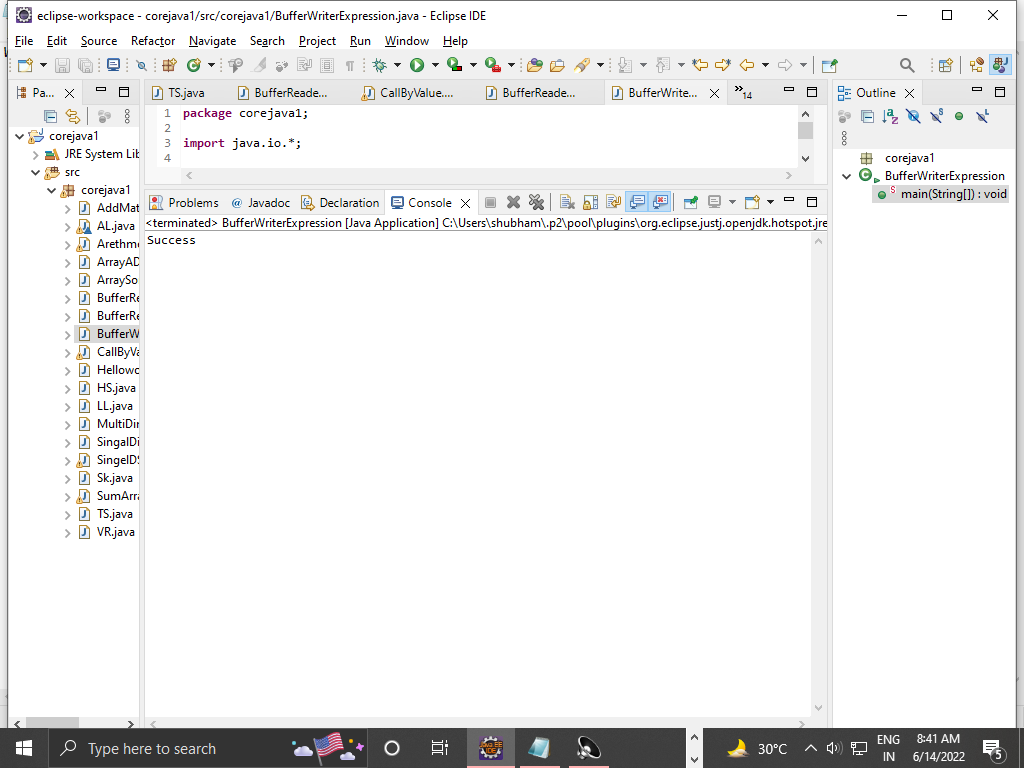 eclipse-workspace - corejava1/src/corejava1/BufferWriterExpression.java - Eclipse IDE
File Edit Source Refactor Navigate Search Project Run Window Help
Pa...
TS.java BufferReade... CallByValue.... BufferReade... BufferWrite... »14
Outline
1 package corejava1;
2
3 import java.io.*;
4
corejava1
JRE System Lib
src
corejava1
AddMat
AL.java
Arethm
ArrayAD
ArraySo
BufferRe
BufferRe
BufferW
CallByVa
Hellowo
HS.java
LL.java
MultiDir
SingalDi
SingelDS
Sk.java
SumArra
TS.java
VR.java
Problems @ Javadoc Declaration Console
<terminated> BufferWriterExpression [Java Application] C:\Users\shubham\.p2\pool\plugins\org.eclipse.justj.openjdk.hotspot.jre
Success
corejava1
BufferWriterExpression
main(String[]) : void
Type here to search
30°C
ENG
IN
8:41 AM
6/14/2022
5